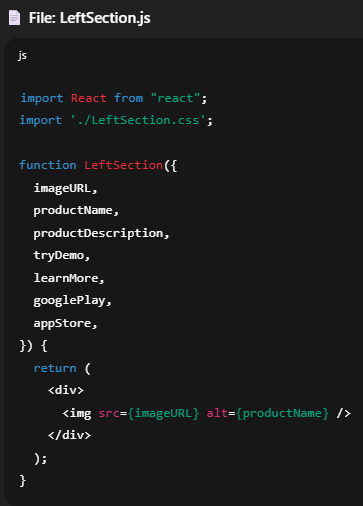 File: LeftSection.js
js
import React from "react";
import './LeftSection.css';
function LeftSection({
  imageURL,
  productName,
  productDescription,
  tryDemo,
  learnMore,
  googlePlay,
  appStore,
}) {
  return (
    <div>
      <img src={imageURL} alt={productName} />
    </div>
  );
}